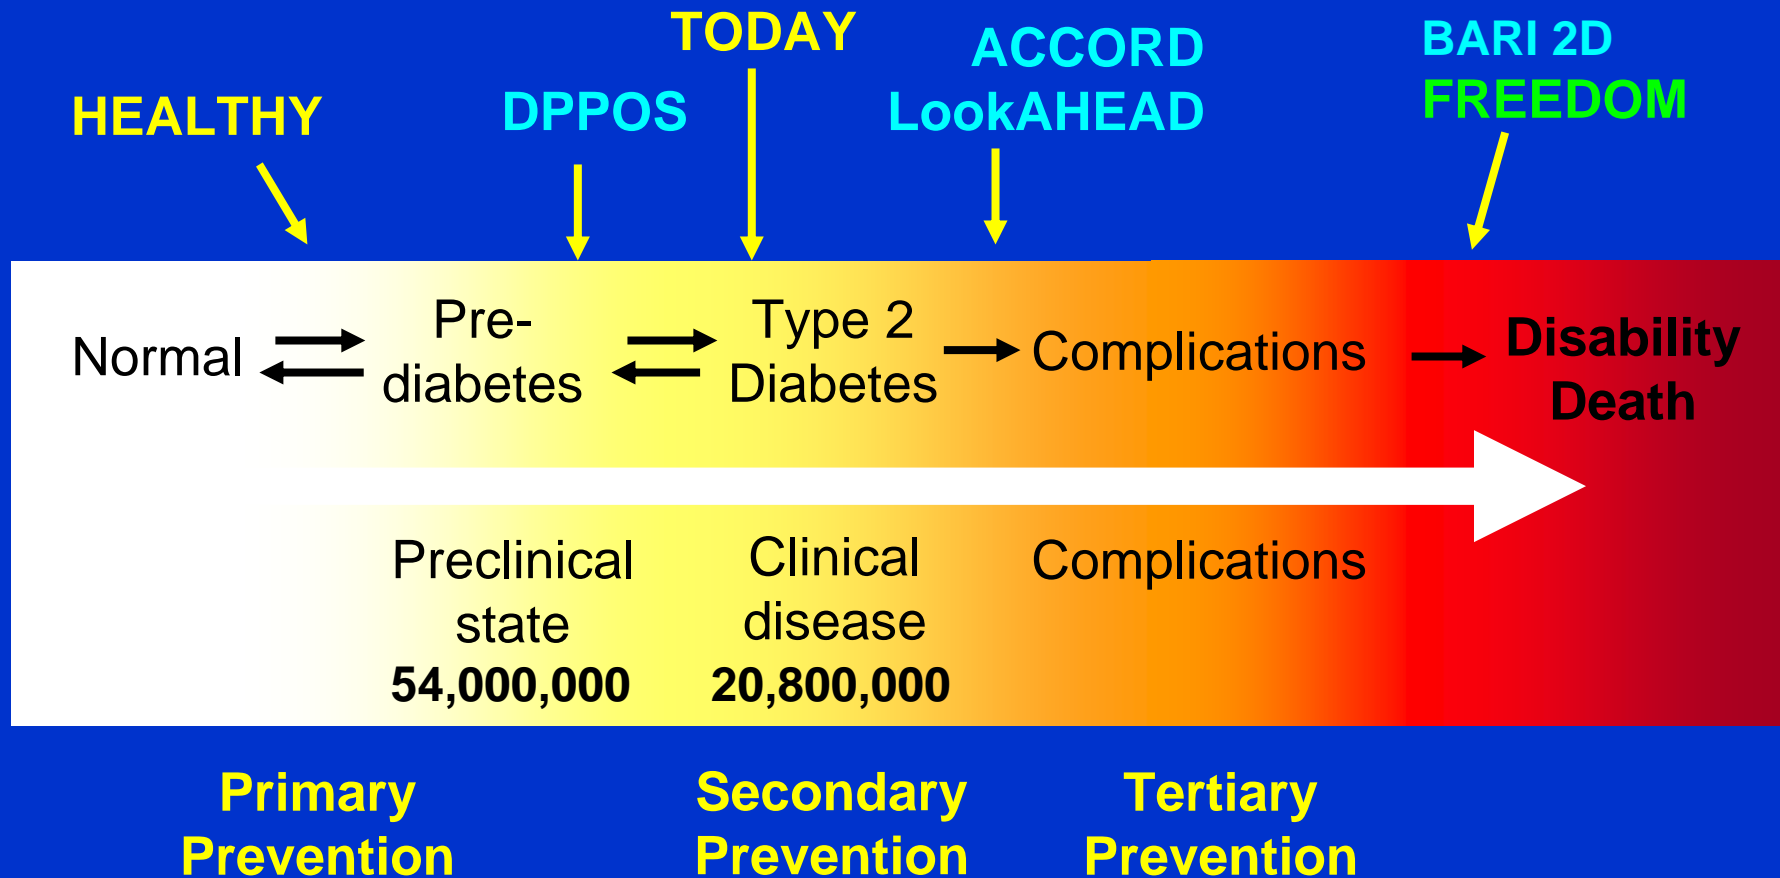 TODAY
ACCORD
BARI 2D
HEALTHY
DPPOS
LookAHEAD
FREEDOM
Normal
Pre-
diabetes
Type 2
Diabetes
Complications
Disability
Death
Preclinical
state
54,000,000
Clinical
disease
20,800,000
Complications
Primary
Prevention
Secondary
Prevention
Tertiary
Prevention